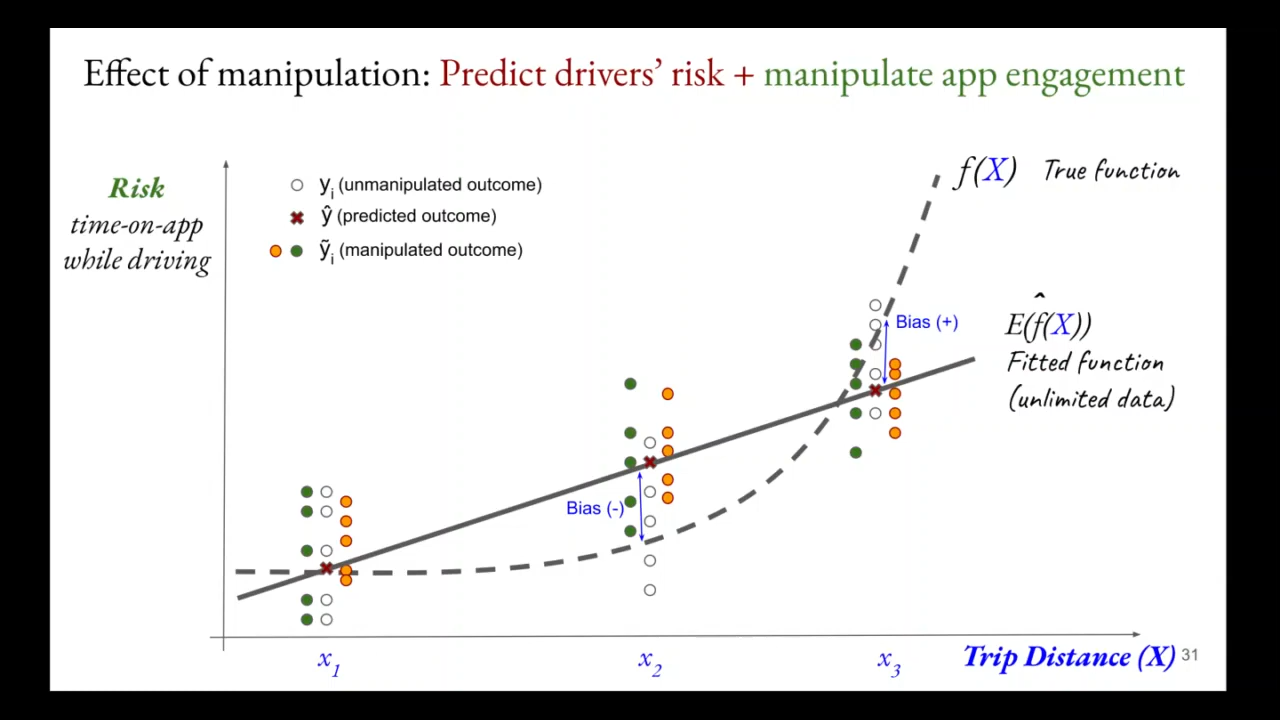 Effect of manipulation: Predict drivers' risk + manipulate app engagement
Risk
time-on-app
while driving
yi (unmanipulated outcome)
ŷ (predicted outcome)
ỹi (manipulated outcome)
f(X) True function
Bias (+)
E(f̂(X))
Fitted function
(unlimited data)
Bias (-)
x1
x2
x3
Trip Distance (X)
31